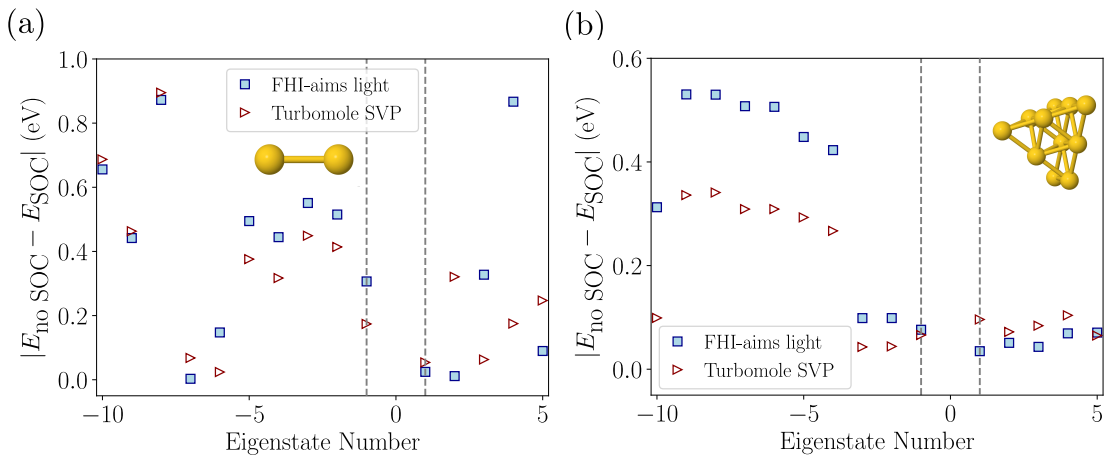 (a)
1.0
0.8
0.6
0.4
0.2
0.0
|E_no SOC − E_SOC| (eV)
FHI-aims light
Turbomole SVP
−10
−5
0
5
Eigenstate Number
(b)
0.6
0.4
0.2
0.0
|E_no SOC − E_SOC| (eV)
FHI-aims light
Turbomole SVP
−10
−5
0
5
Eigenstate Number